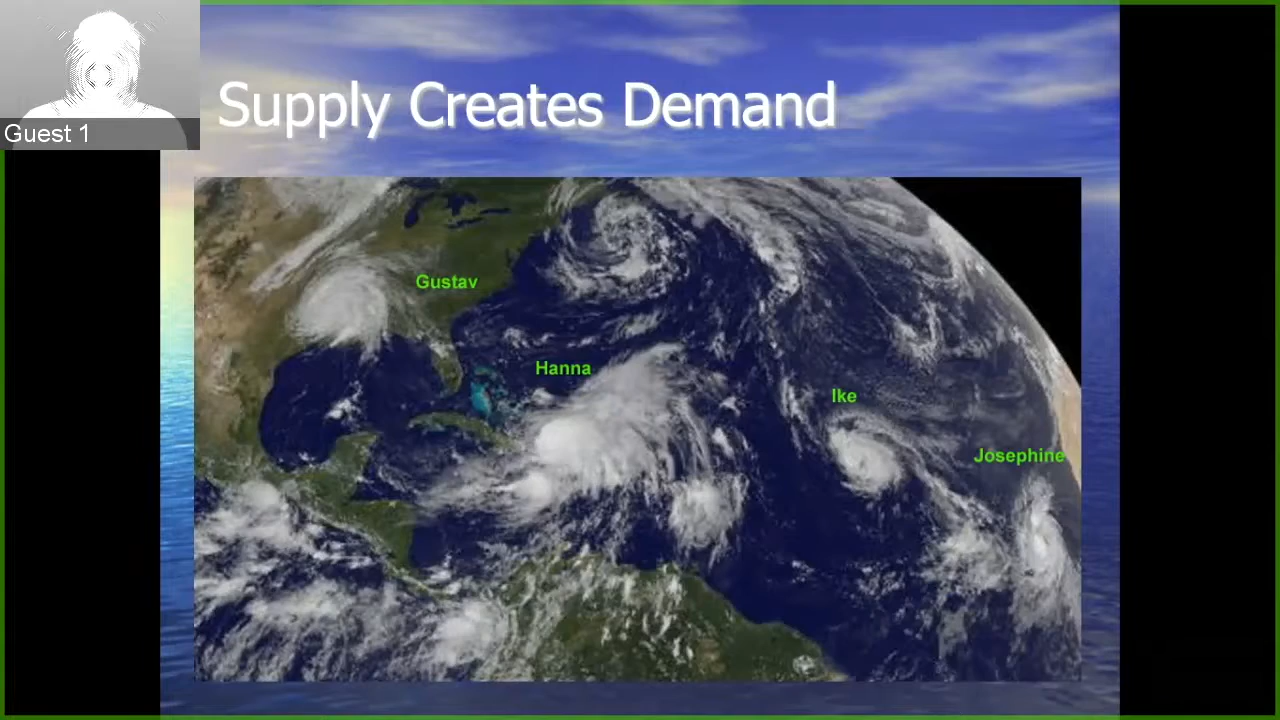 Guest 1
Supply Creates Demand
Gustav
Hanna
Ike
Josephine